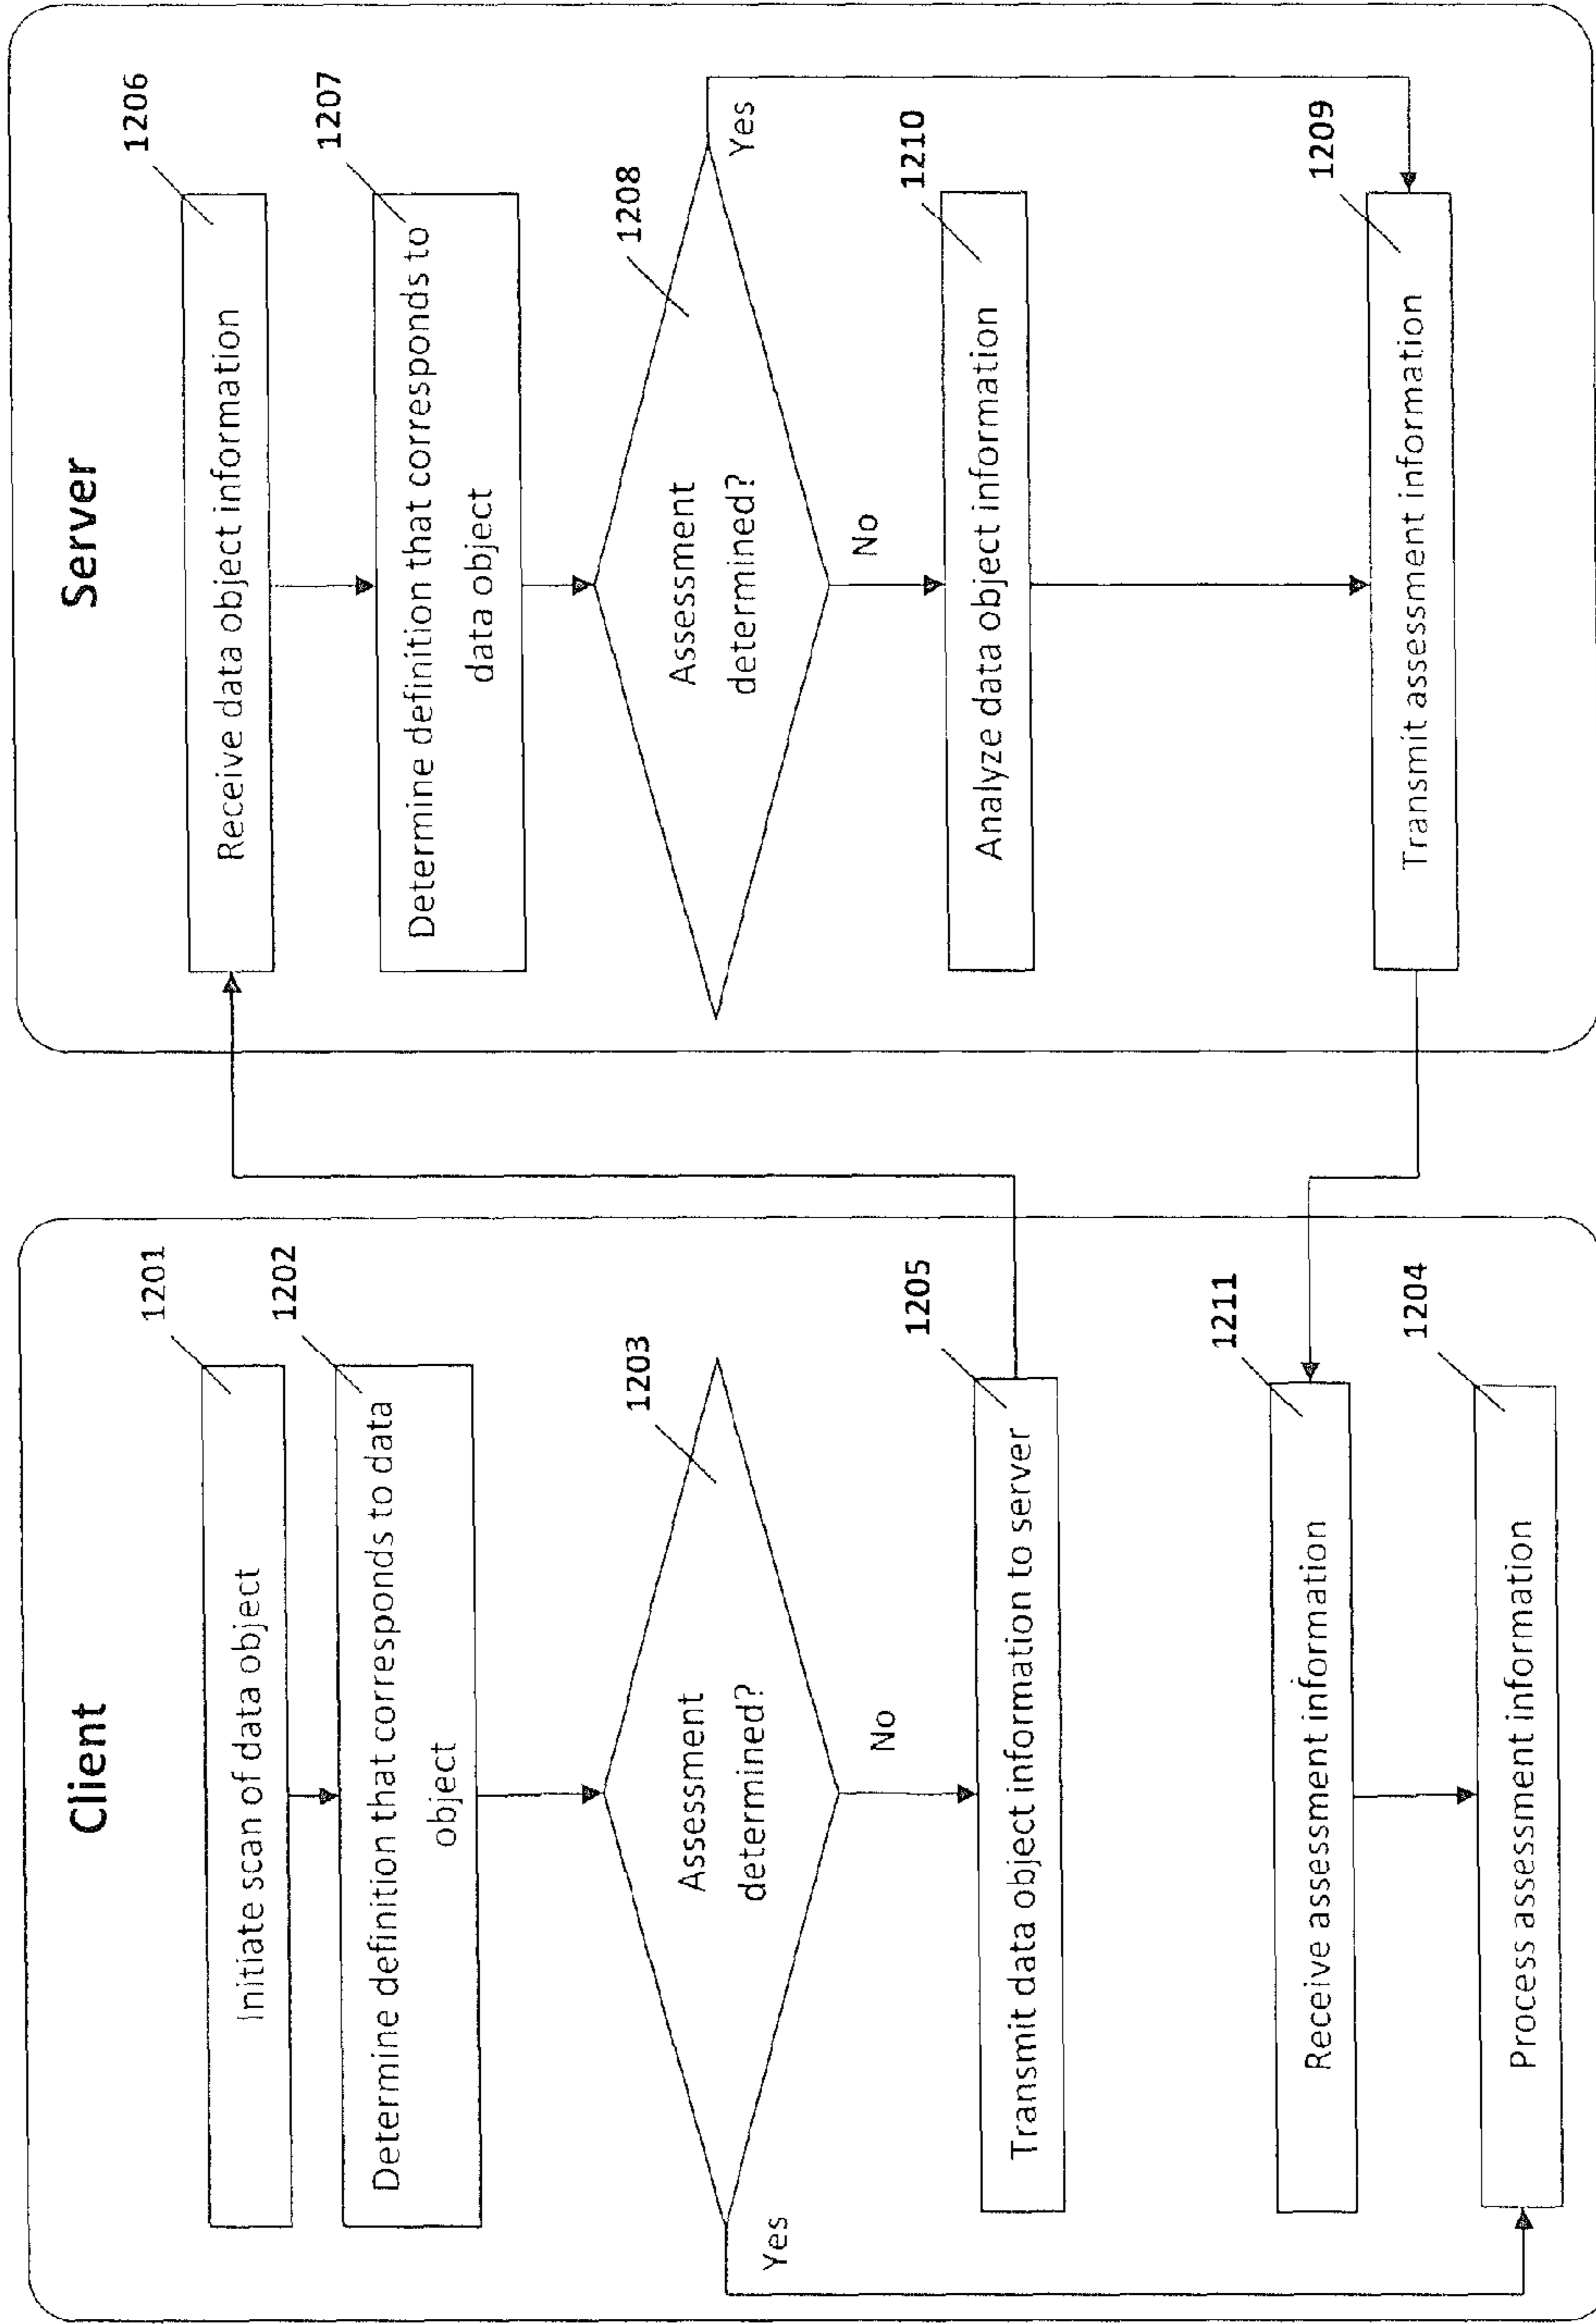 Client
1201
Initiate scan of data object
1202
Determine definition that corresponds to data
object
1203
Assessment
determined?
Yes
No
1205
Transmit data object information to server
1211
Receive assessment information
1204
Process assessment information
Server
1206
Receive data object information
1207
Determine definition that corresponds to
data object
1208
Assessment
determined?
Yes
No
1210
Analyze data object information
1209
Transmit assessment information